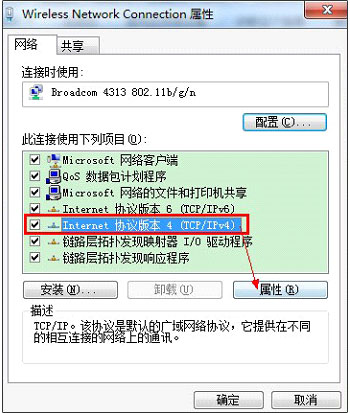 Wireless Network Connection 属性
网络 共享
连接时使用:
Broadcom 4313 802.11b/g/n
配置(C)...
此连接使用下列项目(O):
Microsoft 网络客户端
QoS 数据包计划程序
Microsoft 网络的文件和打印机共享
Internet 协议版本 6 (TCP/IPv6)
Internet 协议版本 4 (TCP/IPv4)
链路层拓扑发现映射器 I/O 驱动程序
链路层拓扑发现响应程序
安装(N)... 卸载(U) 属性(R)
描述
TCP/IP。该协议是默认的广域网络协议，它提供在不同
的相互连接的网络上的通讯。
确定 取消